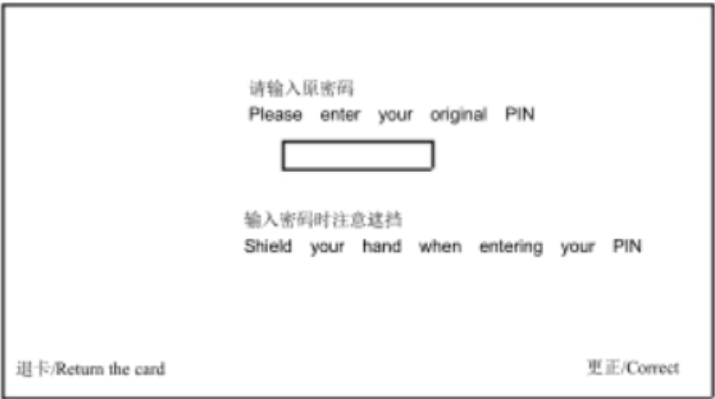 请输入原密码
Please enter your original PIN
输入密码时注意遮挡
Shield your hand when entering your PIN
退卡/Return the card
更正/Correct